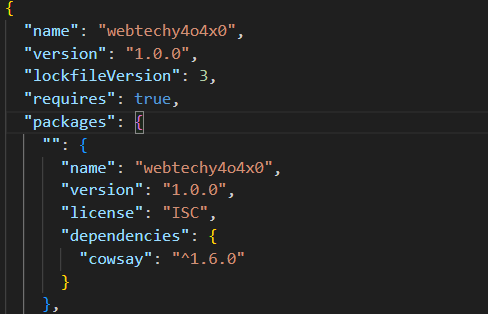 {
  "name": "webtechy4o4x0",
  "version": "1.0.0",
  "lockfileVersion": 3,
  "requires": true,
  "packages": {
    "": {
      "name": "webtechy4o4x0",
      "version": "1.0.0",
      "license": "ISC",
      "dependencies": {
        "cowsay": "^1.6.0"
      }
    },